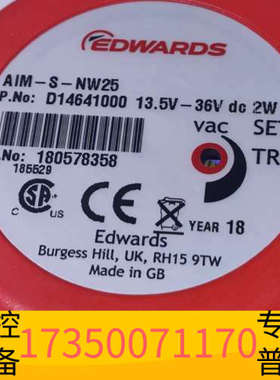 EDWARDS
AIM-S-NW25
P.No: D14641000 13.5V-36V dc 2W
vac SE
.No: 180578358 TR
185529
C US CE YEAR 18
Edwards
Burgess Hill, UK, RH15 9TW
Made in GB
控 专
备 17350071170 普